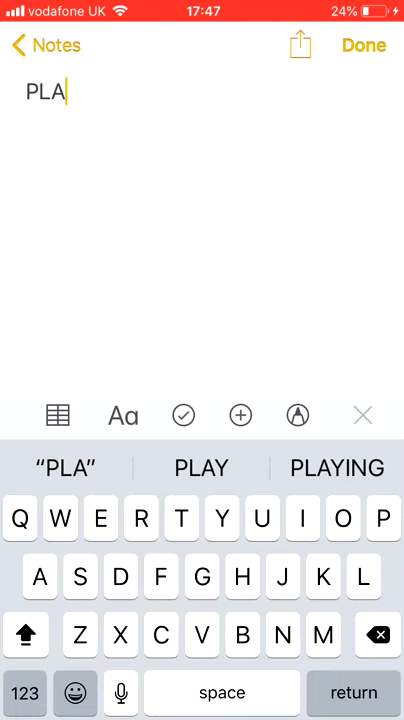 vodafone UK 17:47 24%
Notes Done
PLA
Aa
“PLA” PLAY PLAYING
Q W E R T Y U I O P
A S D F G H J K L
Z X C V B N M
123 space return